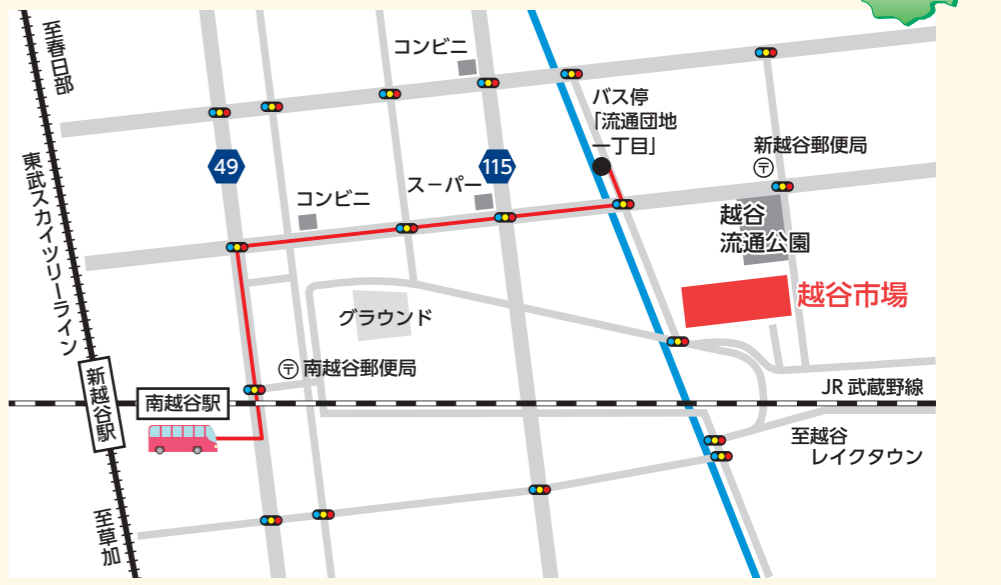 至春日部
コンビニ
バス停
「流通団地
一丁目」
新越谷郵便局
〒
49
115
東武スカイツリーライン
コンビニ
スーパー
越谷
流通公園
越谷市場
グラウンド
〒南越谷郵便局
新越谷駅
南越谷駅
JR武蔵野線
至越谷
レイクタウン
至草加